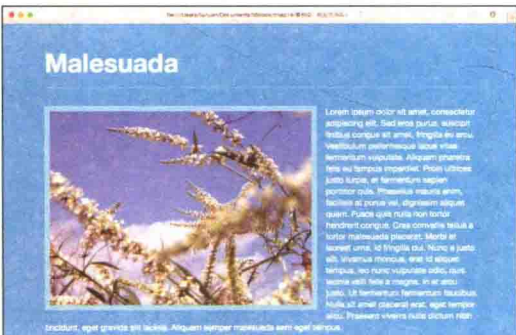 Malesuada
Lorem ipsum dolor sit amet, consectetur
adipiscing elit. Sed eros purus, suscipit
finibus congue sit amet, fringilla eu arcu.
Vestibulum pellentesque lacus vitae
fermentum vulputate. Aliquam pharetra
felis eu tempus imperdiet. Proin ultrices
justo turpis, et fermentum sapien
porttitor quis. Phasellus mauris enim,
facilisis at purus vel, dignissim aliquet
quam. Fusce quis nulla non tortor
hendrerit congue. Cras convallis tellus a
tortor malesuada placerat. Morbi at
laoreet urna, id fringilla dui. Nunc a justo
elit. Vivamus rhoncus, erat id aliquet
tempus, leo nunc vulputate odio, quis
lacinia velit felis a magna. In et arcu
justo. Ut fermentum fermentum faucibus.
Nulla sit amet placerat erat, eget tempor
arcu. Praesent viverra nulla dictum nibh
tincidunt, eget gravida elit lacinia. Aliquam semper malesuada sem eget tempus.